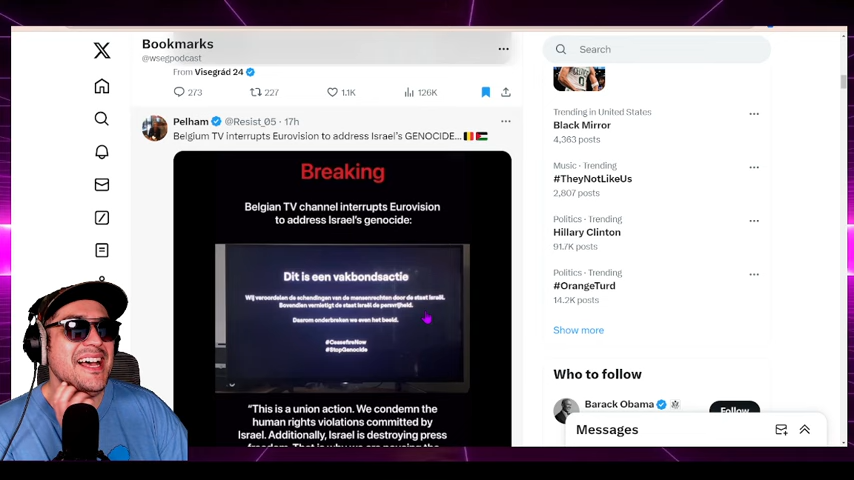 Bookmarks
@wsegpodcast
Search
From Visegrád 24
273
227
1.1K
126K
Pelham @Resist_05 · 17h
Belgium TV interrupts Eurovision to address Israel's GENOCIDE...
Breaking
Belgian TV channel interrupts Eurovision
to address Israel's genocide:
Dit is een vakbondsactie
Wij veroordelen de schendingen van de mensenrechten door de staat Israël.
Bovendien vernietigt de staat Israël de persvrijheid.
Daarom onderbreken we even het beeld.
#CeasefireNow
#StopGenocide
"This is a union action. We condemn the
human rights violations committed by
Israel. Additionally, Israel is destroying press
Trending in United States
Black Mirror
4,363 posts
Music · Trending
#TheyNotLikeUs
2,807 posts
Politics · Trending
Hillary Clinton
91.7K posts
Politics · Trending
#OrangeTurd
14.2K posts
Show more
Who to follow
Barack Obama
Follow
Messages